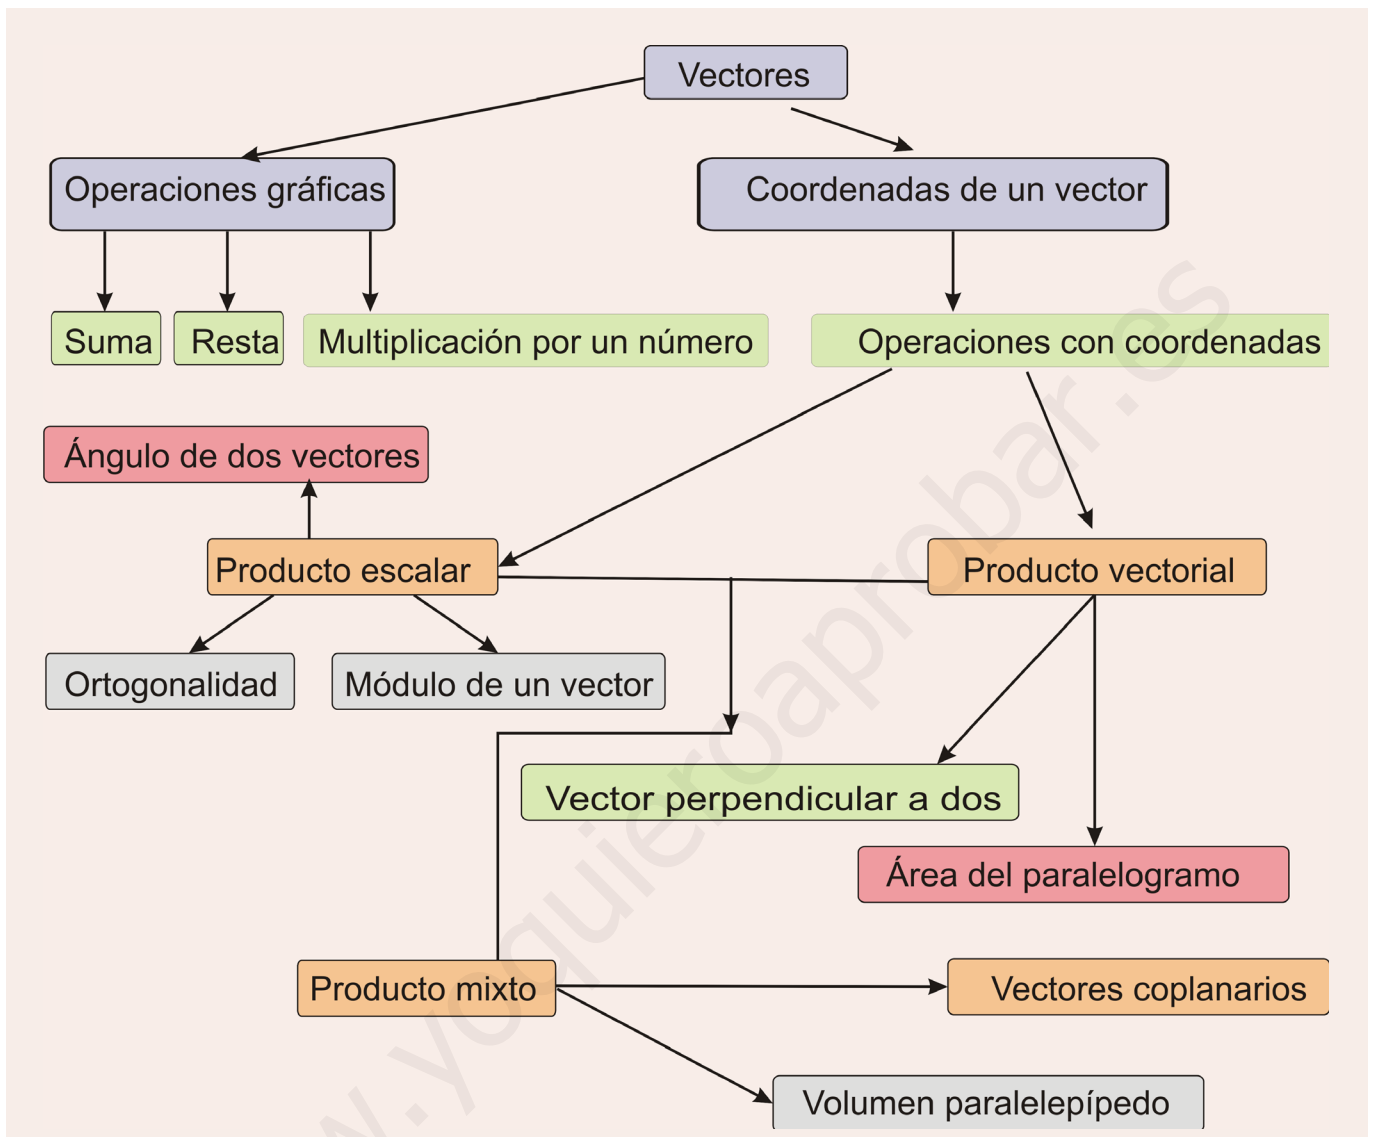 Vectores
Operaciones gráficas
Coordenadas de un vector
Suma
Resta
Multiplicación por un número
Operaciones con coordenadas
Ángulo de dos vectores
Producto escalar
Producto vectorial
Ortogonalidad
Módulo de un vector
Vector perpendicular a dos
Área del paralelogramo
Producto mixto
Vectores coplanarios
Volumen paralelepípedo
w.yoquieroaprobar.es